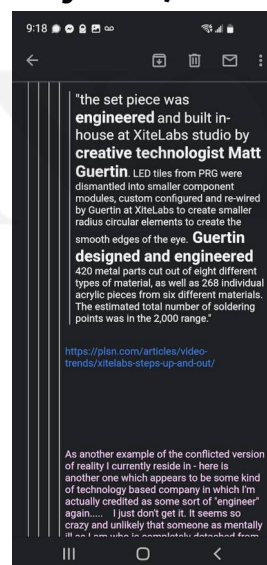 9:18
"the set piece was
engineered and built in-
house at XiteLabs studio by
creative technologist Matt
Guertin. LED tiles from PRG were
dismantled into smaller component
modules, custom configured and re-wired
by Guertin at XiteLabs to create smaller
radius circular elements to create the
smooth edges of the eye. Guertin
designed and engineered
420 metal parts cut out of eight different
types of material, as well as 268 individual
acrylic pieces from six different materials.
The estimated total number of soldering
points was in the 2,000 range."
https://plsn.com/articles/video-
trends/xitelabs-steps-up-and-out/
As another example of the conflicted version
of reality I currently reside in - here is
another one which appears to be some kind
of technology based company in which I'm
actually credited as some sort of "engineer"
again..... I just don't get it. It seems so
crazy and unlikely that someone as mentally
ill as I am who is completely detached from